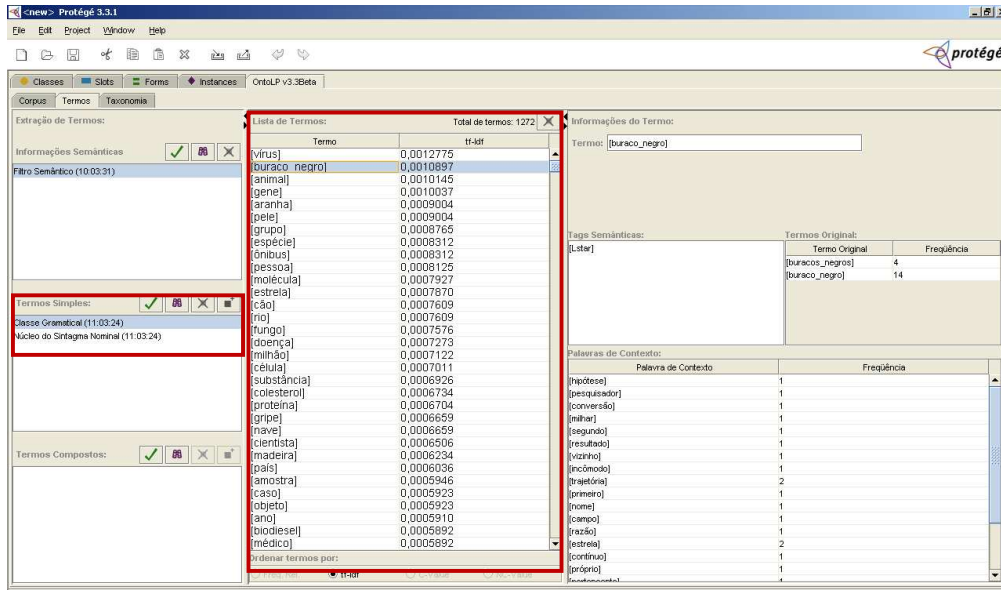 <new> Protégé 3.3.1
File Edit Project Window Help
protégé
Classes Slots Forms Instances OntoLP v3.3Beta
Corpus Termos Taxonomia
Extração de Termos:
Informações Semânticas
Filtro Semântico (10:03:31)
Termos Simples:
Classe Gramatical (11:03:24)
Núcleo do Sintagma Nominal (11:03:24)
Termos Compostos:
Lista de Termos: Total de termos: 1272
Termo tf-ldf
[vírus] 0,0012775
[buraco_negro] 0,0010897
[animal] 0,0010145
[gene] 0,0010037
[aranha] 0,0009004
[pele] 0,0009004
[grupo] 0,0008765
[espécie] 0,0008312
[ônibus] 0,0008312
[pessoa] 0,0008125
[molécula] 0,0007927
[estrela] 0,0007870
[cão] 0,0007609
[rio] 0,0007609
[fungo] 0,0007576
[doença] 0,0007273
[milhão] 0,0007122
[célula] 0,0007011
[substância] 0,0006926
[colesterol] 0,0006734
[proteína] 0,0006704
[gripe] 0,0006659
[nave] 0,0006659
[cientista] 0,0006506
[madeira] 0,0006234
[país] 0,0006036
[amostra] 0,0005946
[caso] 0,0005923
[objeto] 0,0005923
[ano] 0,0005910
[biodiesel] 0,0005892
[médico] 0,0005892
Ordenar termos por:
tf-ldf
Informações do Termo:
Termo: [buraco_negro]
Tags Semânticas:
[Lstar]
Termos Original:
Termo Original Freqüência
[buracos_negros] 4
[buraco_negro] 14
Palavras de Contexto:
Palavra de Contexto Freqüência
[hipótese] 1
[pesquisador] 1
[conversão] 1
[milhar] 1
[segundo] 1
[resultado] 1
[vizinho] 1
[incômodo] 1
[trajetória] 2
[primeiro] 1
[nome] 1
[campo] 1
[razão] 1
[estrela] 2
[contínuo] 1
[próprio] 1